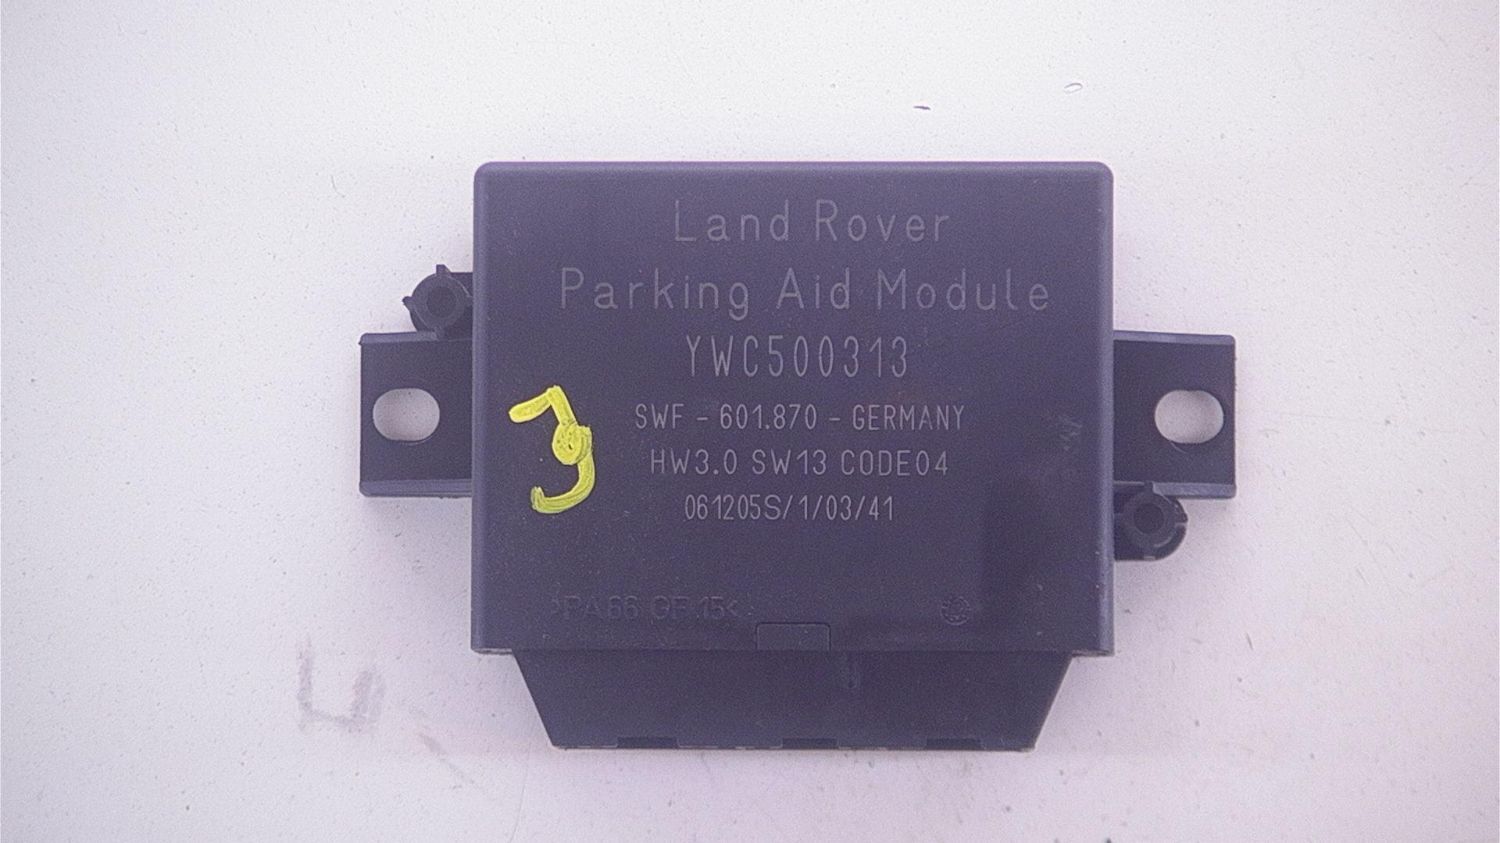 Land Rover
Parking Aid Module
YWC500313
SWF - 601.870 - GERMANY
HW3.0 SW13 CODE04
061205S/1/03/41
>PA66 GF15<